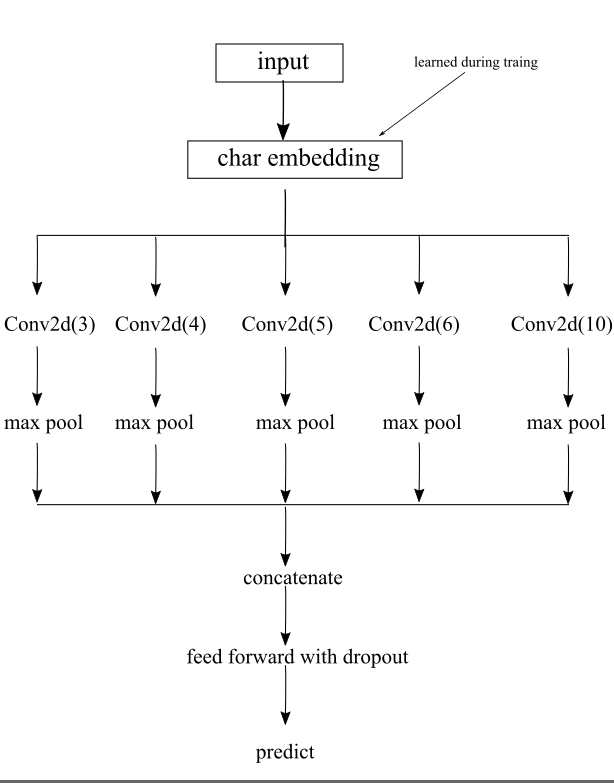 input
learned during traing
char embedding
Conv2d(3) Conv2d(4) Conv2d(5) Conv2d(6) Conv2d(10)
max pool max pool max pool max pool max pool
concatenate
feed forward with dropout
predict